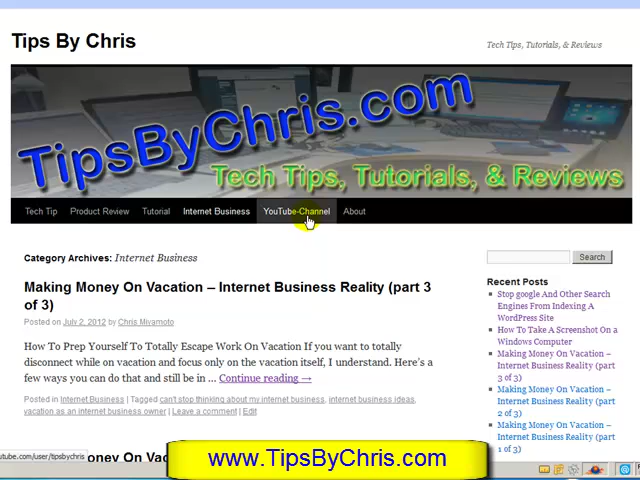 Tips By Chris
Tech Tips, Tutorials, & Reviews
TipsByChris.com
Tech Tips, Tutorials, & Reviews
Tech Tip Product Review Tutorial Internet Business YouTube-Channel About
Category Archives: Internet Business
Search
Making Money On Vacation – Internet Business Reality (part 3
of 3)
Posted on July 2, 2012 by Chris Miyamoto
How To Prep Yourself To Totally Escape Work On Vacation If you want to totally
disconnect while on vacation and focus only on the vacation itself, I understand. Here's a
few ways you can do that and still be in ... Continue reading →
Posted in Internet Business | Tagged can't stop thinking about my internet business, internet business ideas,
vacation as an internet business owner | Leave a comment | Edit
Recent Posts
Stop google And Other Search
Engines From Indexing A
WordPress Site
How To Take A Screenshot On a
Windows Computer
Making Money On Vacation –
Internet Business Reality (part
3 of 3)
Making Money On Vacation –
Internet Business Reality (part
2 of 3)
Making Money On Vacation –
Internet Business Reality (part
1 of 3)
utube.com/user/tipsbychris
www.TipsByChris.com